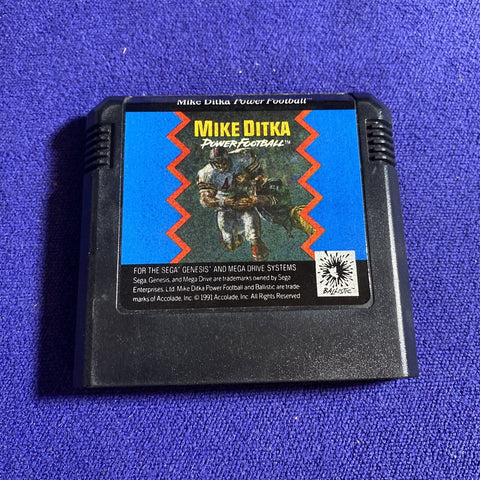 Mike Ditka Power Football™
MIKE DITKA
POWER FOOTBALL™
FOR THE SEGA® GENESIS™ AND MEGA DRIVE SYSTEMS
Sega, Genesis, and Mega Drive are trademarks owned by Sega
Enterprises, Ltd. Mike Ditka Power Football and Ballistic are trade-
marks of Accolade, Inc. © 1991 Accolade, Inc. All Rights Reserved
BALLISTIC™